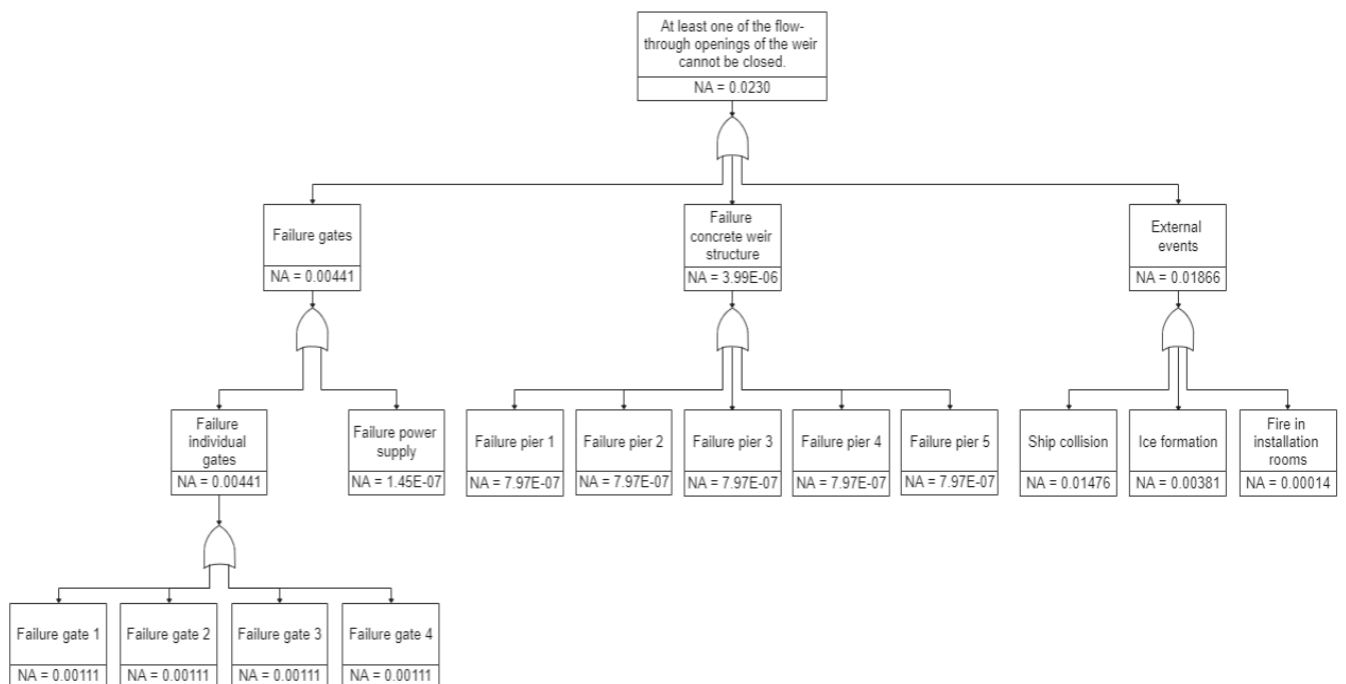 At least one of the flow-
through openings of the weir
cannot be closed.
NA = 0.0230
Failure gates
NA = 0.00441
Failure
concrete weir
structure
NA = 3.99E-06
External
events
NA = 0.01866
Failure
individual
gates
NA = 0.00441
Failure power
supply
NA = 1.45E-07
Failure pier 1
NA = 7.97E-07
Failure pier 2
NA = 7.97E-07
Failure pier 3
NA = 7.97E-07
Failure pier 4
NA = 7.97E-07
Failure pier 5
NA = 7.97E-07
Ship collision
NA = 0.01476
Ice formation
NA = 0.00381
Fire in
installation
rooms
NA = 0.00014
Failure gate 1
NA = 0.00111
Failure gate 2
NA = 0.00111
Failure gate 3
NA = 0.00111
Failure gate 4
NA = 0.00111